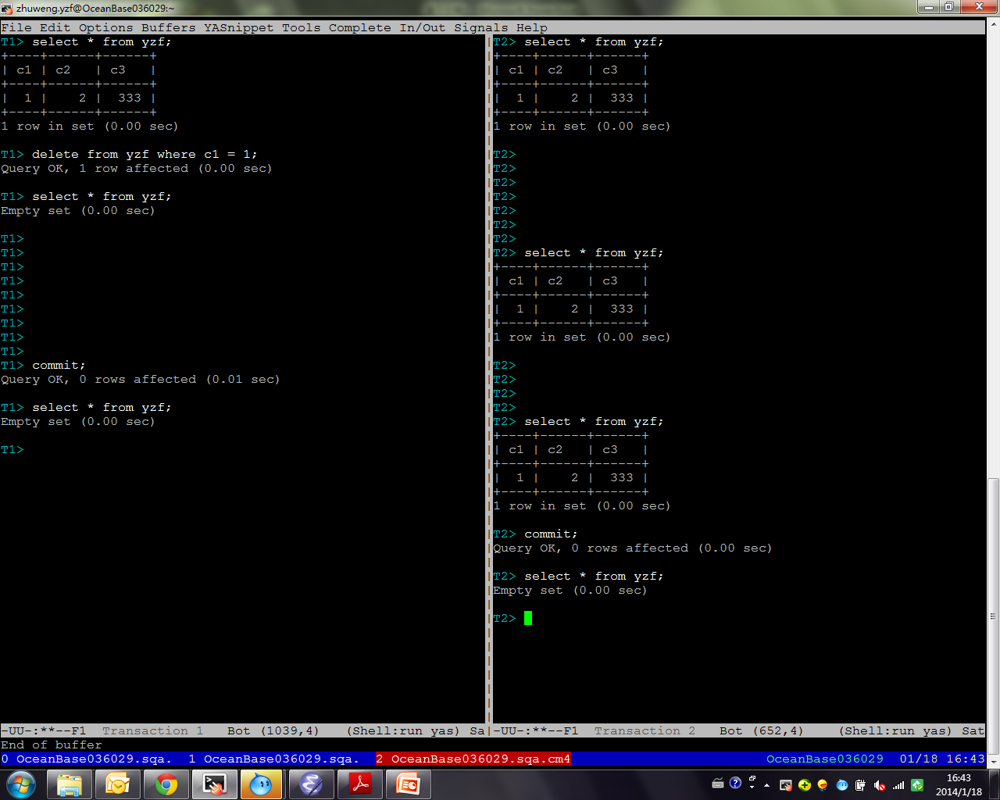 zhuweng.yzf@OceanBase036029:~
File Edit Options Buffers YASnippet Tools Complete In/Out Signals Help
T1> select * from yzf;
+----+------+------+
| c1 | c2   | c3   |
+----+------+------+
|  1 |    2 |  333 |
+----+------+------+
1 row in set (0.00 sec)
T1> delete from yzf where c1 = 1;
Query OK, 1 row affected (0.00 sec)
T1> select * from yzf;
Empty set (0.00 sec)
T1>
T1>
T1>
T1>
T1>
T1>
T1>
T1>
T1>
T1> commit;
Query OK, 0 rows affected (0.01 sec)
T1> select * from yzf;
Empty set (0.00 sec)
T1>
T2> select * from yzf;
+----+------+------+
| c1 | c2   | c3   |
+----+------+------+
|  1 |    2 |  333 |
+----+------+------+
1 row in set (0.00 sec)
T2>
T2>
T2>
T2>
T2>
T2>
T2>
T2> select * from yzf;
+----+------+------+
| c1 | c2   | c3   |
+----+------+------+
|  1 |    2 |  333 |
+----+------+------+
1 row in set (0.00 sec)
T2>
T2>
T2>
T2>
T2> select * from yzf;
+----+------+------+
| c1 | c2   | c3   |
+----+------+------+
|  1 |    2 |  333 |
+----+------+------+
1 row in set (0.00 sec)
T2> commit;
Query OK, 0 rows affected (0.00 sec)
T2> select * from yzf;
Empty set (0.00 sec)
T2>
-UU-:**--F1  Transaction 1   Bot (1039,4)   (Shell:run yas) Sa
-UU-:**--F1  Transaction 2   Bot (652,4)    (Shell:run yas) Sat
End of buffer
0 OceanBase036029.sqa.  1 OceanBase036029.sqa.  2 OceanBase036029.sqa.cm4 OceanBase036029  01/18 16:43
16:43
2014/1/18